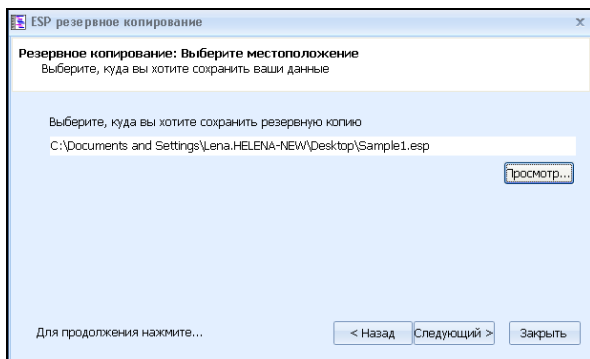 ESP резервное копирование
Резервное копирование: Выберите местоположение
Выберите, куда вы хотите сохранить ваши данные
Выберите, куда вы хотите сохранить резервную копию
C:\Documents and Settings\Lena.HELENA-NEW\Desktop\Sample1.esp
Просмотр...
Для продолжения нажмите...
< Назад
Следующий >
Закрыть